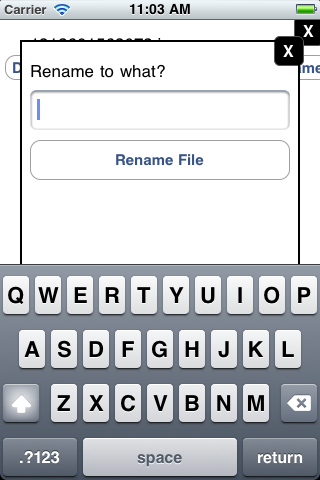 Carrier 11:03 AM
X
X
Rename to what?
Rename File
Q W E R T Y U I O P
A S D F G H J K L
Z X C V B N M
.?123 space return